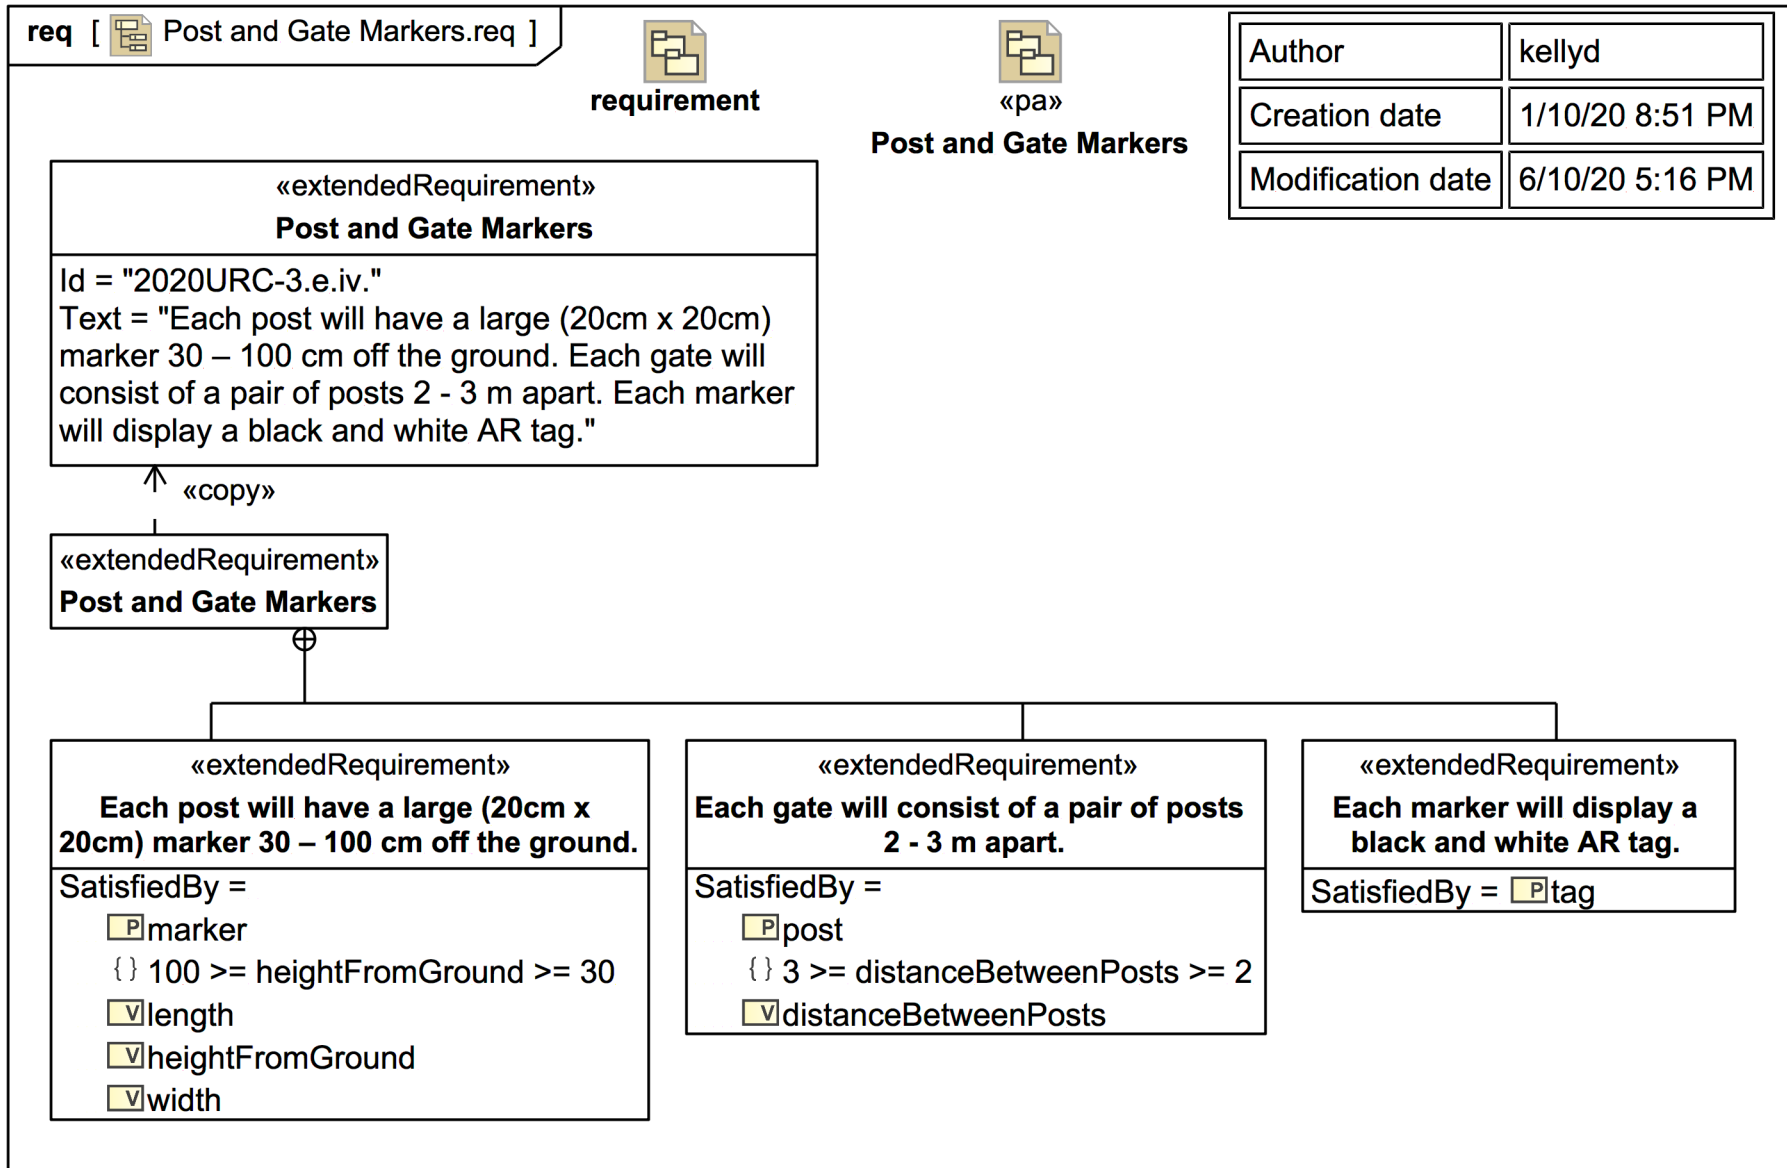 req [ Post and Gate Markers.req ]
requirement
«pa»
Post and Gate Markers
Author kellyd
Creation date 1/10/20 8:51 PM
Modification date 6/10/20 5:16 PM
«extendedRequirement»
Post and Gate Markers
Id = "2020URC-3.e.iv."
Text = "Each post will have a large (20cm x 20cm)
marker 30 – 100 cm off the ground. Each gate will
consist of a pair of posts 2 - 3 m apart. Each marker
will display a black and white AR tag."
«copy»
«extendedRequirement»
Post and Gate Markers
«extendedRequirement»
Each post will have a large (20cm x
20cm) marker 30 – 100 cm off the ground.
SatisfiedBy =
P marker
{ } 100 >= heightFromGround >= 30
V length
V heightFromGround
V width
«extendedRequirement»
Each gate will consist of a pair of posts
2 - 3 m apart.
SatisfiedBy =
P post
{ } 3 >= distanceBetweenPosts >= 2
V distanceBetweenPosts
«extendedRequirement»
Each marker will display a
black and white AR tag.
SatisfiedBy = P tag